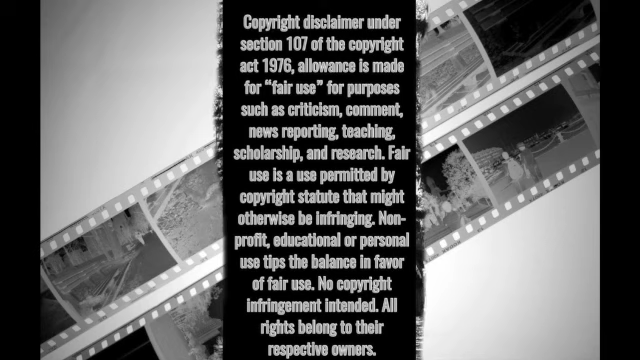 Copyright disclaimer under
section 107 of the copyright
act 1976, allowance is made
for “fair use” for purposes
such as criticism, comment,
news reporting, teaching,
scholarship, and research. Fair
use is a use permitted by
copyright statute that might
otherwise be infringing. Non-
profit, educational or personal
use tips the balance in favor
of fair use. No copyright
infringement intended. All
rights belong to their
respective owners.